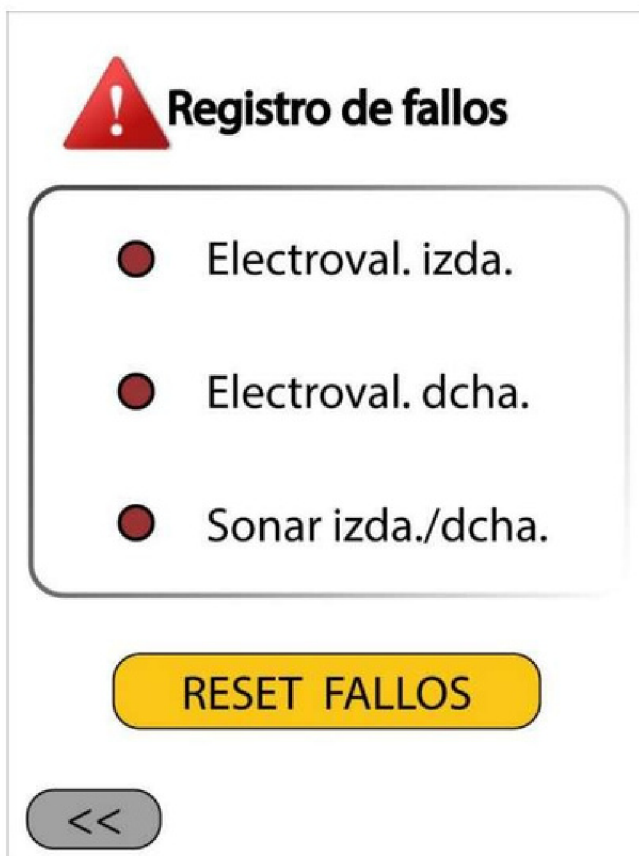 !
Registro de fallos
Electroval. izda.
Electroval. dcha.
Sonar izda./dcha.
RESET FALLOS
<<